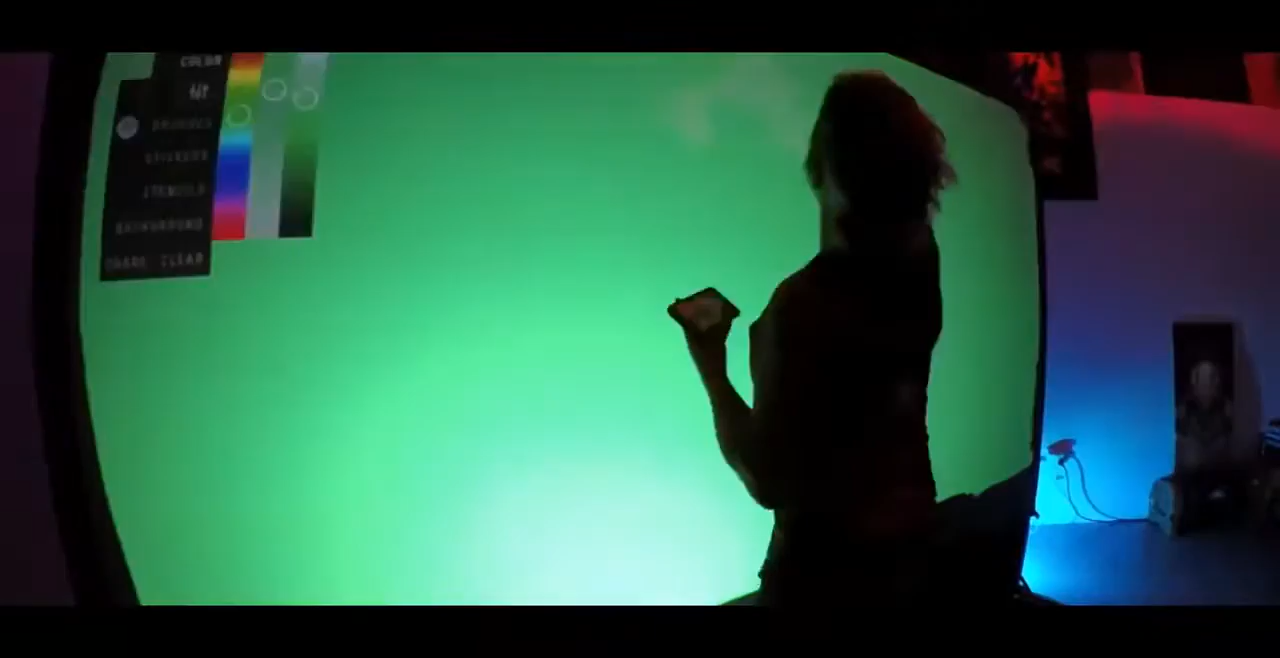 COLOR
BRUSHES
STICKERS
STENCILS
BACKGROUND
SHARE CLEAR